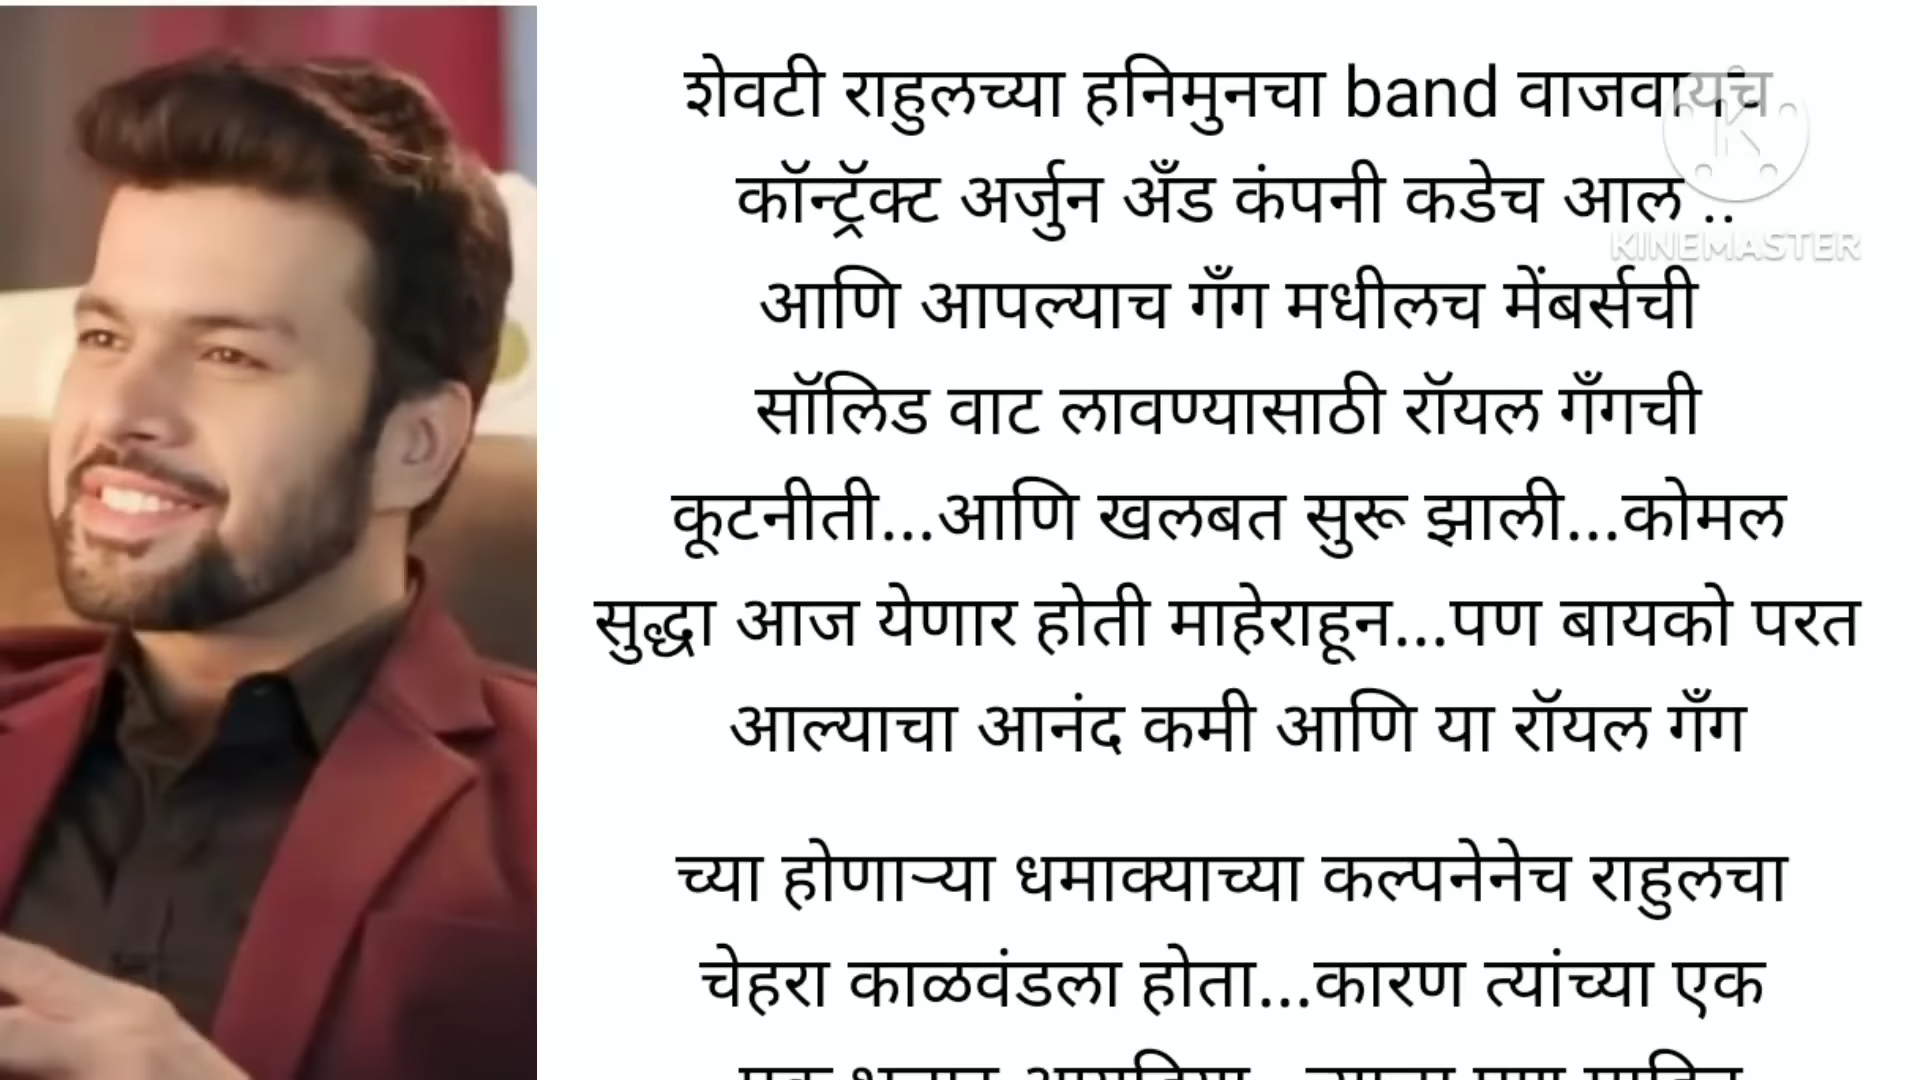 शेवटी राहुलच्या हनिमुनचा band वाजवायच
कॉन्ट्रॅक्ट अर्जुन अँड कंपनी कडेच आल ..
KINEMASTER
आणि आपल्याच गँग मधीलच मेंबर्सची
सॉलिड वाट लावण्यासाठी रॉयल गँगची
कूटनीती...आणि खलबत सुरू झाली...कोमल
सुद्धा आज येणार होती माहेराहून...पण बायको परत
आल्याचा आनंद कमी आणि या रॉयल गँग
च्या होणाऱ्या धमाक्याच्या कल्पनेनेच राहुलचा
चेहरा काळवंडला होता...कारण त्यांच्या एक